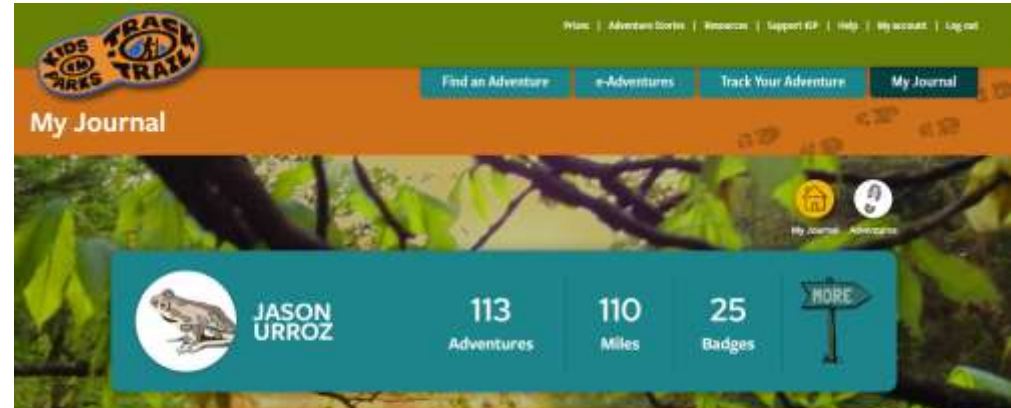 KIDS IN PARKS
TRACK TRAIL
Prizes | Adventure Stories | Resources | Support KIP | Help | My account | Log out
Find an Adventure
e-Adventures
Track Your Adventure
My Journal
My Journal
My Journal
Adventures
JASON
URROZ
113
Adventures
110
Miles
25
Badges
MORE